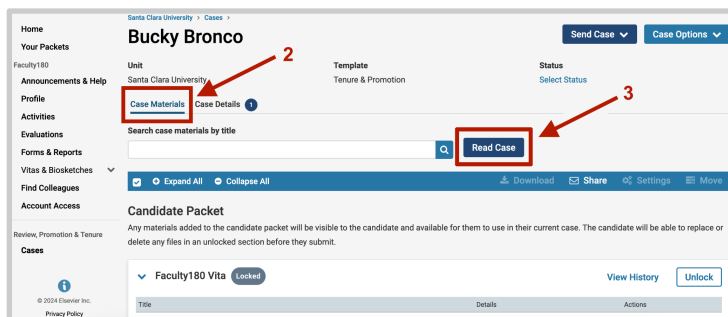 Home
Your Packets
Faculty180
Announcements & Help
Profile
Activities
Evaluations
Forms & Reports
Vitas & Biosketches
Find Colleagues
Account Access
Review, Promotion & Tenure
Cases
© 2024 Elsevier Inc.
Privacy Policy
Santa Clara University > Cases >
Bucky Bronco
Send Case
Case Options
Unit
Santa Clara University
Template
Tenure & Promotion
Status
Select Status
2
Case Materials
Case Details 1
3
Search case materials by title
Read Case
Expand All
Collapse All
Download
Share
Settings
Move
Candidate Packet
Any materials added to the candidate packet will be visible to the candidate and available for them to use in their current case. The candidate will be able to replace or
delete any files in an unlocked section before they submit.
Faculty180 Vita Locked
View History
Unlock
Title
Details
Actions